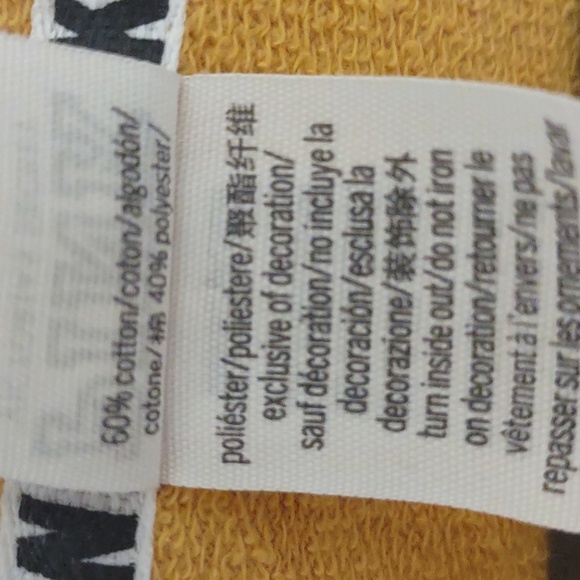 60% cotton/coton/algodón/
cotone/棉 40% polyester/
poliéster/poliestere/聚酯纤维
exclusive of decoration/
sauf décoration/no incluye la
decoración/esclusa la
decorazione/装饰除外
turn inside out/do not iron
on decoration/retourner le
vêtement à l'envers/ne pas
repasser sur les ornements/lavar